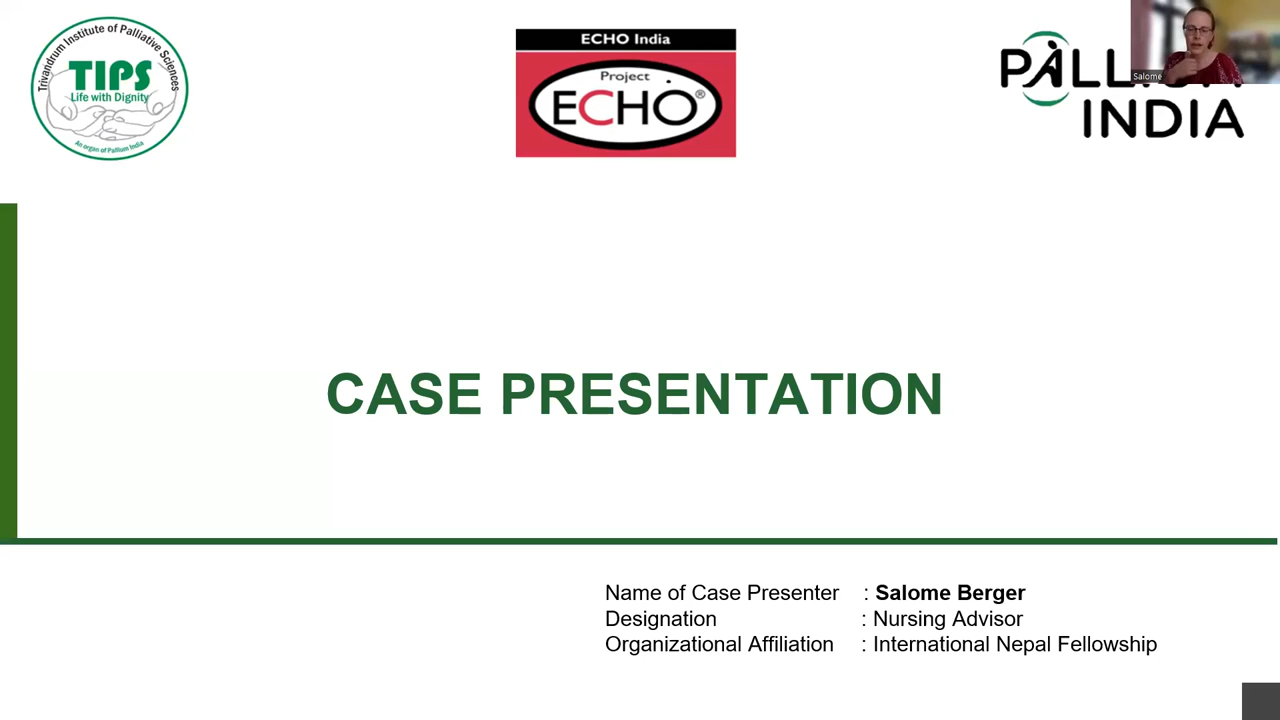 Trivandrum Institute of Palliative Sciences
TIPS
Life with Dignity
An organ of Pallium India
ECHO India
Project
ECHO®
INDIA
Salome
CASE PRESENTATION
Name of Case Presenter : Salome Berger
Designation : Nursing Advisor
Organizational Affiliation : International Nepal Fellowship